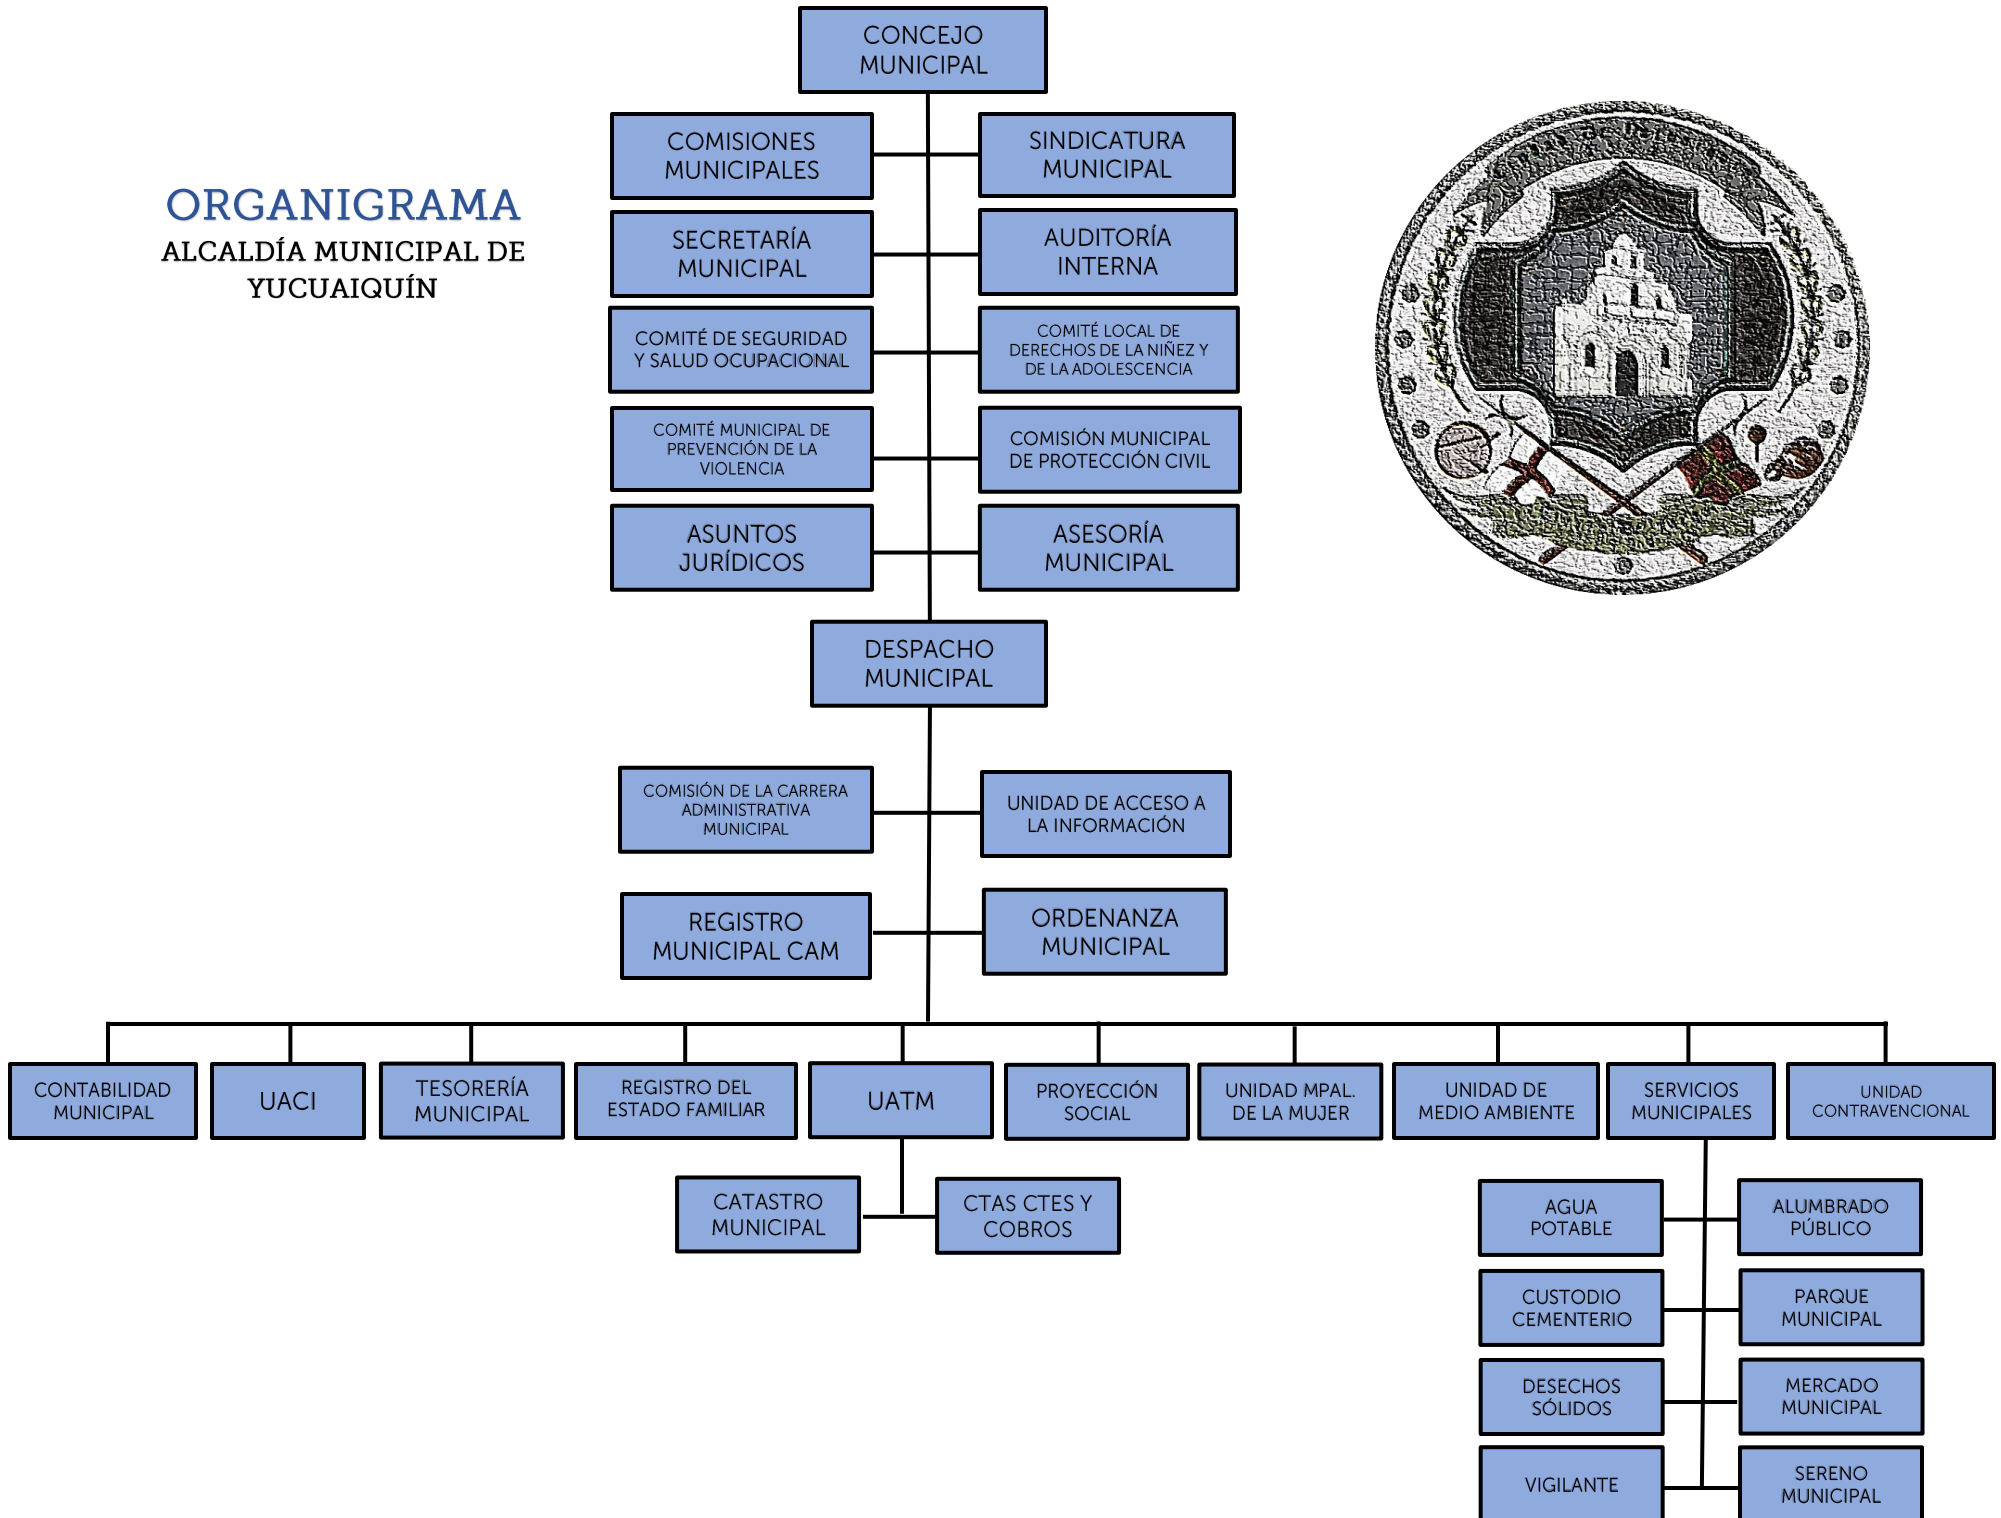 CONCEJO
MUNICIPAL
ORGANIGRAMA
ALCALDÍA MUNICIPAL DE
YUCUAIQUÍN
COMISIONES
MUNICIPALES
SINDICATURA
MUNICIPAL
SECRETARÍA
MUNICIPAL
AUDITORÍA
INTERNA
COMITÉ DE SEGURIDAD
Y SALUD OCUPACIONAL
COMITÉ LOCAL DE
DERECHOS DE LA NIÑEZ Y
DE LA ADOLESCENCIA
COMITÉ MUNICIPAL DE
PREVENCIÓN DE LA
VIOLENCIA
COMISIÓN MUNICIPAL
DE PROTECCIÓN CIVIL
ASUNTOS
JURÍDICOS
ASESORÍA
MUNICIPAL
DESPACHO
MUNICIPAL
COMISIÓN DE LA CARRERA
ADMINISTRATIVA
MUNICIPAL
UNIDAD DE ACCESO A
LA INFORMACIÓN
REGISTRO
MUNICIPAL CAM
ORDENANZA
MUNICIPAL
CONTABILIDAD
MUNICIPAL
UACI
TESORERÍA
MUNICIPAL
REGISTRO DEL
ESTADO FAMILIAR
UATM
PROYECCIÓN
SOCIAL
UNIDAD MPAL.
DE LA MUJER
UNIDAD DE
MEDIO AMBIENTE
SERVICIOS
MUNICIPALES
UNIDAD
CONTRAVENCIONAL
CATASTRO
MUNICIPAL
CTAS CTES Y
COBROS
AGUA
POTABLE
ALUMBRADO
PÚBLICO
CUSTODIO
CEMENTERIO
PARQUE
MUNICIPAL
DESECHOS
SÓLIDOS
MERCADO
MUNICIPAL
VIGILANTE
SERENO
MUNICIPAL